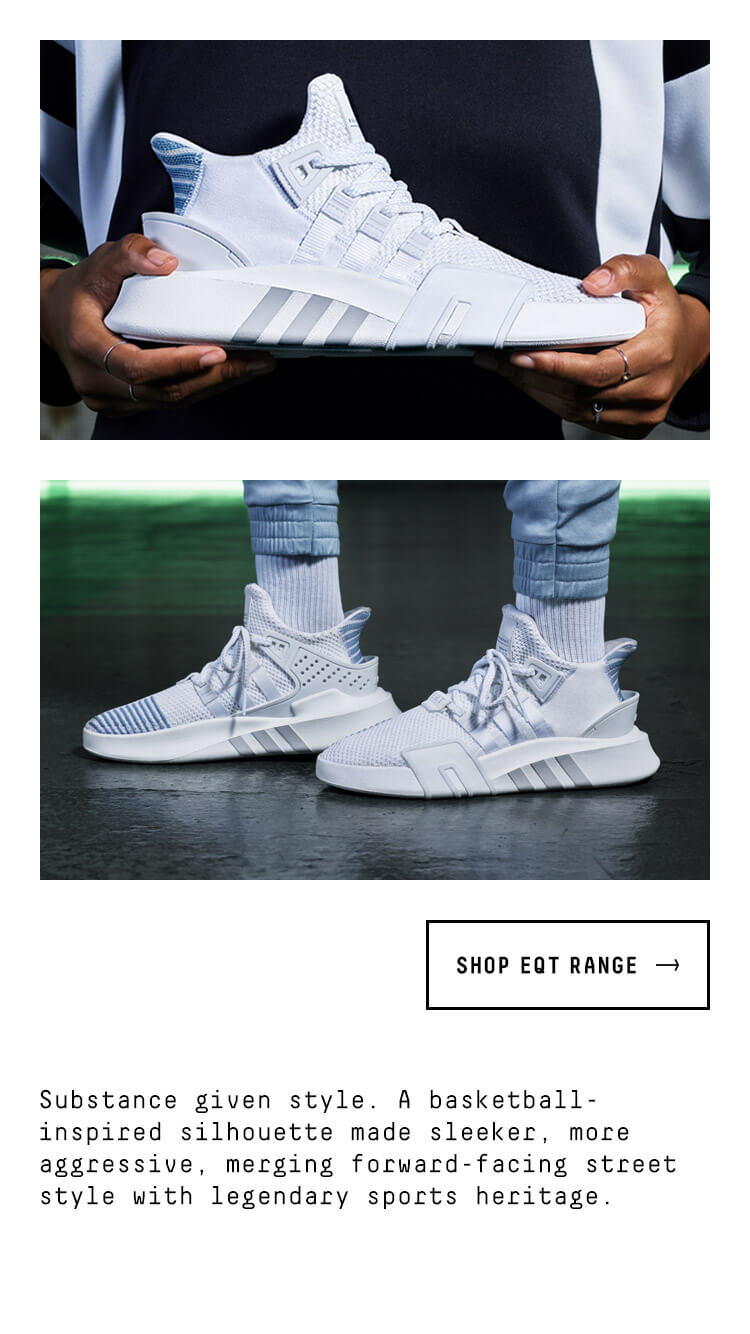 SHOP EQT RANGE →
Substance given style. A basketball-
inspired silhouette made sleeker, more
aggressive, merging forward-facing street
style with legendary sports heritage.